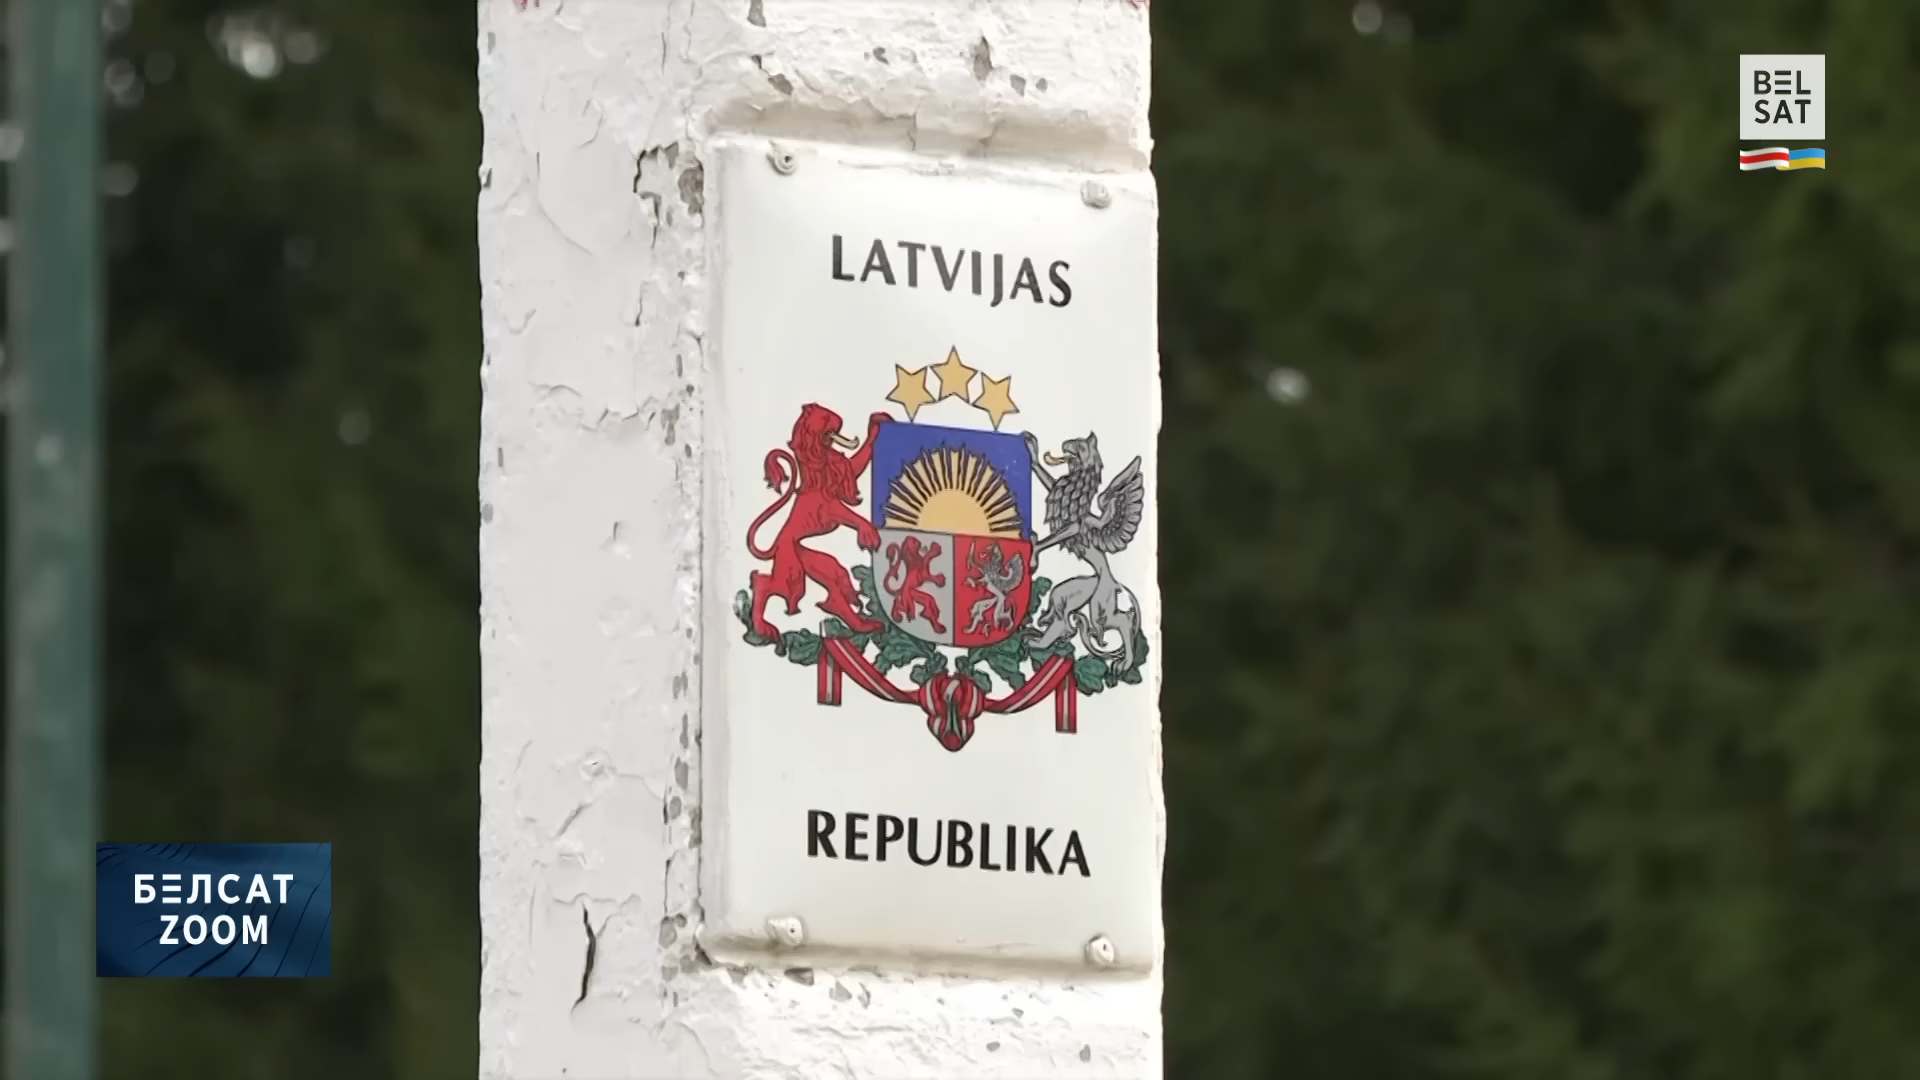 BEL
SAT
LATVIJAS
REPUBLIKA
БЕЛСАТ
ZOOM